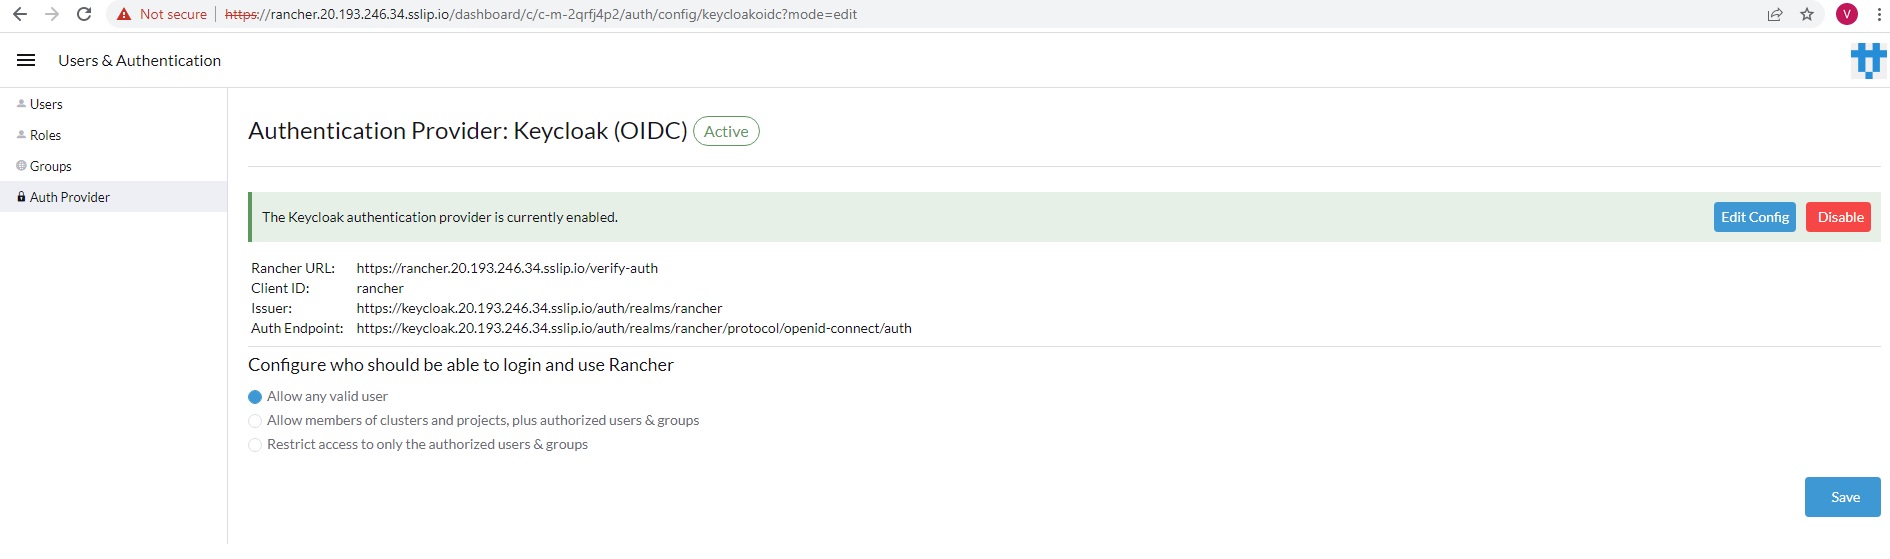 Not secure | https://rancher.20.193.246.34.sslip.io/dashboard/c/c-m-2qrfj4p2/auth/config/keycloakoidc?mode=edit
V
Users & Authentication
Users
Roles
Groups
Auth Provider
Authentication Provider: Keycloak (OIDC) Active
The Keycloak authentication provider is currently enabled.
Edit Config Disable
Rancher URL: https://rancher.20.193.246.34.sslip.io/verify-auth
Client ID: rancher
Issuer: https://keycloak.20.193.246.34.sslip.io/auth/realms/rancher
Auth Endpoint: https://keycloak.20.193.246.34.sslip.io/auth/realms/rancher/protocol/openid-connect/auth
Configure who should be able to login and use Rancher
Allow any valid user
Allow members of clusters and projects, plus authorized users & groups
Restrict access to only the authorized users & groups
Save